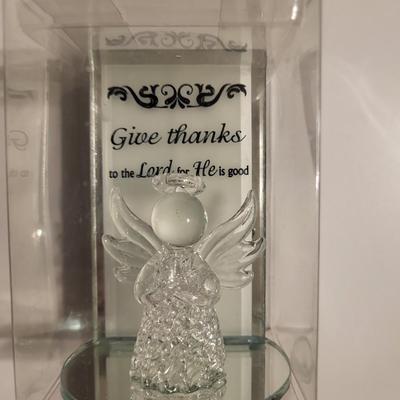 Give thanks
to the Lord for He is good